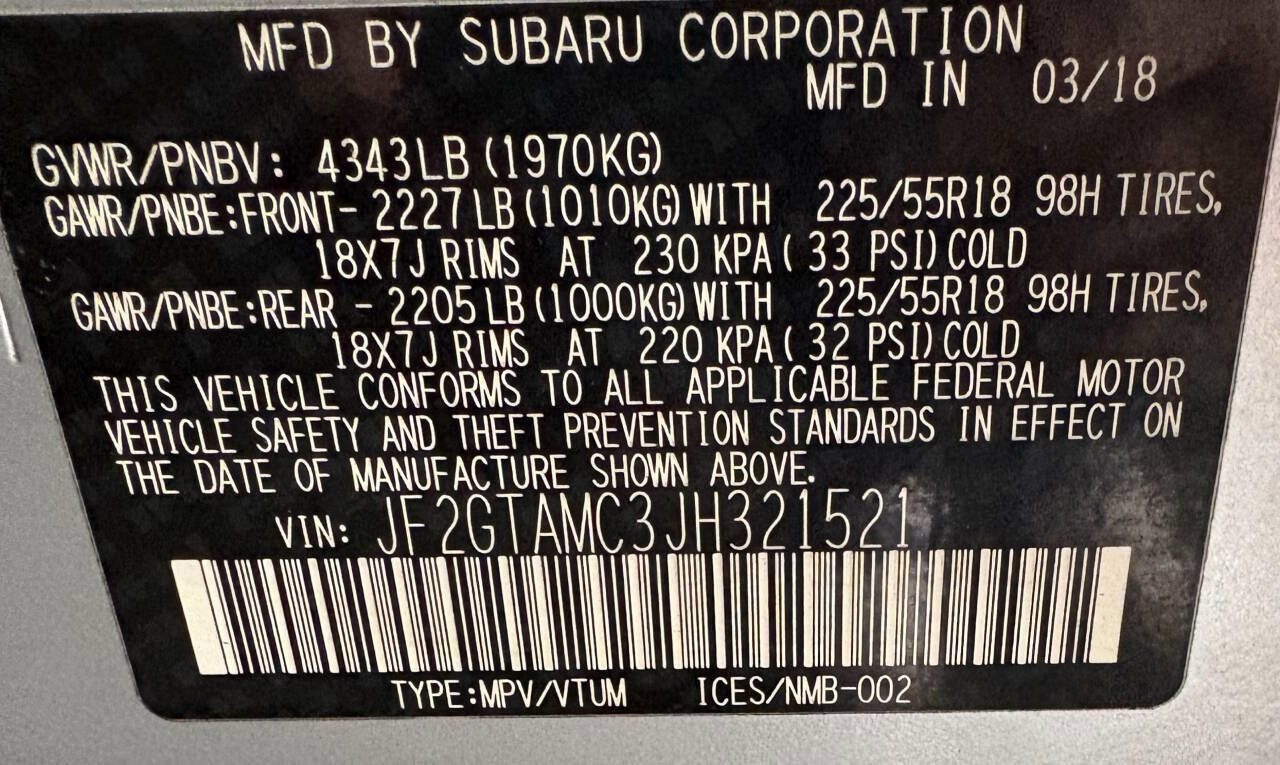 MFD BY SUBARU CORPORATION
MFD IN 03/18
GVWR/PNBV: 4343LB (1970KG)
GAWR/PNBE:FRONT- 2227 LB (1010KG) WITH 225/55R18 98H TIRES,
18X7J RIMS AT 230 KPA ( 33 PSI) COLD
GAWR/PNBE:REAR - 2205 LB (1000KG) WITH 225/55R18 98H TIRES,
18X7J RIMS AT 220 KPA ( 32 PSI) COLD
THIS VEHICLE CONFORMS TO ALL APPLICABLE FEDERAL MOTOR
VEHICLE SAFETY AND THEFT PREVENTION STANDARDS IN EFFECT ON
THE DATE OF MANUFACTURE SHOWN ABOVE.
VIN: JF2GTAMC3JH321521
TYPE:MPV/VTUM ICES/NMB-002